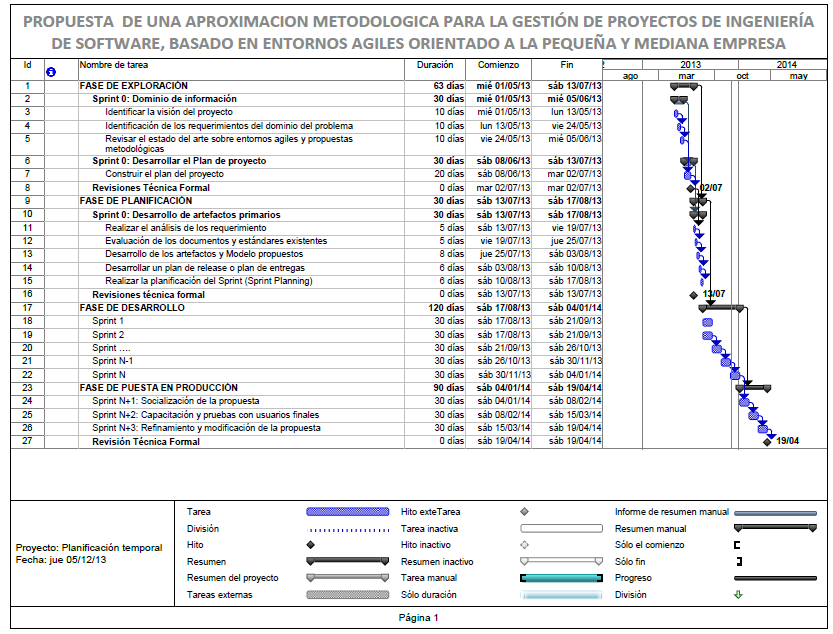 PROPUESTA DE UNA APROXIMACION METODOLOGICA PARA LA GESTIÓN DE PROYECTOS DE INGENIERÍA
DE SOFTWARE, BASADO EN ENTORNOS AGILES ORIENTADO A LA PEQUEÑA Y MEDIANA EMPRESA
Id Nombre de tarea Duración Comienzo Fin 2013 2014
ago mar oct may
1 FASE DE EXPLORACIÓN 63 días mié 01/05/13 sáb 13/07/13
2 Sprint 0: Dominio de información 30 días mié 01/05/13 mié 05/06/13
3 Identificar la visión del proyecto 10 días mié 01/05/13 lun 13/05/13
4 Identificación de los requerimientos del dominio del problema 10 días lun 13/05/13 vie 24/05/13
5 Revisar el estado del arte sobre entornos agiles y propuestas 10 días vie 24/05/13 mié 05/06/13
metodológicas
6 Sprint 0: Desarrollar el Plan de proyecto 30 días sáb 08/06/13 sáb 13/07/13
7 Construir el plan del proyecto 20 días sáb 08/06/13 mar 02/07/13
8 Revisiones Técnica Formal 0 días mar 02/07/13 mar 02/07/13 02/07
9 FASE DE PLANIFICACIÓN 30 días sáb 13/07/13 sáb 17/08/13
10 Sprint 0: Desarrollo de artefactos primarios 30 días sáb 13/07/13 sáb 17/08/13
11 Realizar el análisis de los requerimiento 5 días sáb 13/07/13 vie 19/07/13
12 Evaluación de los documentos y estándares existentes 5 días vie 19/07/13 jue 25/07/13
13 Desarrollo de los artefactos y Modelo propuestos 8 días jue 25/07/13 sáb 03/08/13
14 Desarrollar un plan de release o plan de entregas 6 días sáb 03/08/13 sáb 10/08/13
15 Realizar la planificación del Sprint (Sprint Planning) 6 días sáb 10/08/13 sáb 17/08/13
16 Revisiones técnica formal 0 días sáb 13/07/13 sáb 13/07/13 13/07
17 FASE DE DESARROLLO 120 días sáb 17/08/13 sáb 04/01/14
18 Sprint 1 30 días sáb 17/08/13 sáb 21/09/13
19 Sprint 2 30 días sáb 17/08/13 sáb 21/09/13
20 Sprint .... 30 días sáb 21/09/13 sáb 26/10/13
21 Sprint N-1 30 días sáb 26/10/13 sáb 30/11/13
22 Sprint N 30 días sáb 30/11/13 sáb 04/01/14
23 FASE DE PUESTA EN PRODUCCIÓN 90 días sáb 04/01/14 sáb 19/04/14
24 Sprint N+1: Socialización de la propuesta 30 días sáb 04/01/14 sáb 08/02/14
25 Sprint N+2: Capacitación y pruebas con usuarios finales 30 días sáb 08/02/14 sáb 15/03/14
26 Sprint N+3: Refinamiento y modificación de la propuesta 30 días sáb 15/03/14 sáb 19/04/14
27 Revisión Técnica Formal 0 días sáb 19/04/14 sáb 19/04/14 19/04
Proyecto: Planificación temporal
Fecha: jue 05/12/13
Tarea
División
Hito
Resumen
Resumen del proyecto
Tareas externas
Hito exteTarea
Tarea inactiva
Hito inactivo
Resumen inactivo
Tarea manual
Sólo duración
Informe de resumen manual
Resumen manual
Sólo el comienzo
Sólo fin
Progreso
División
Página 1